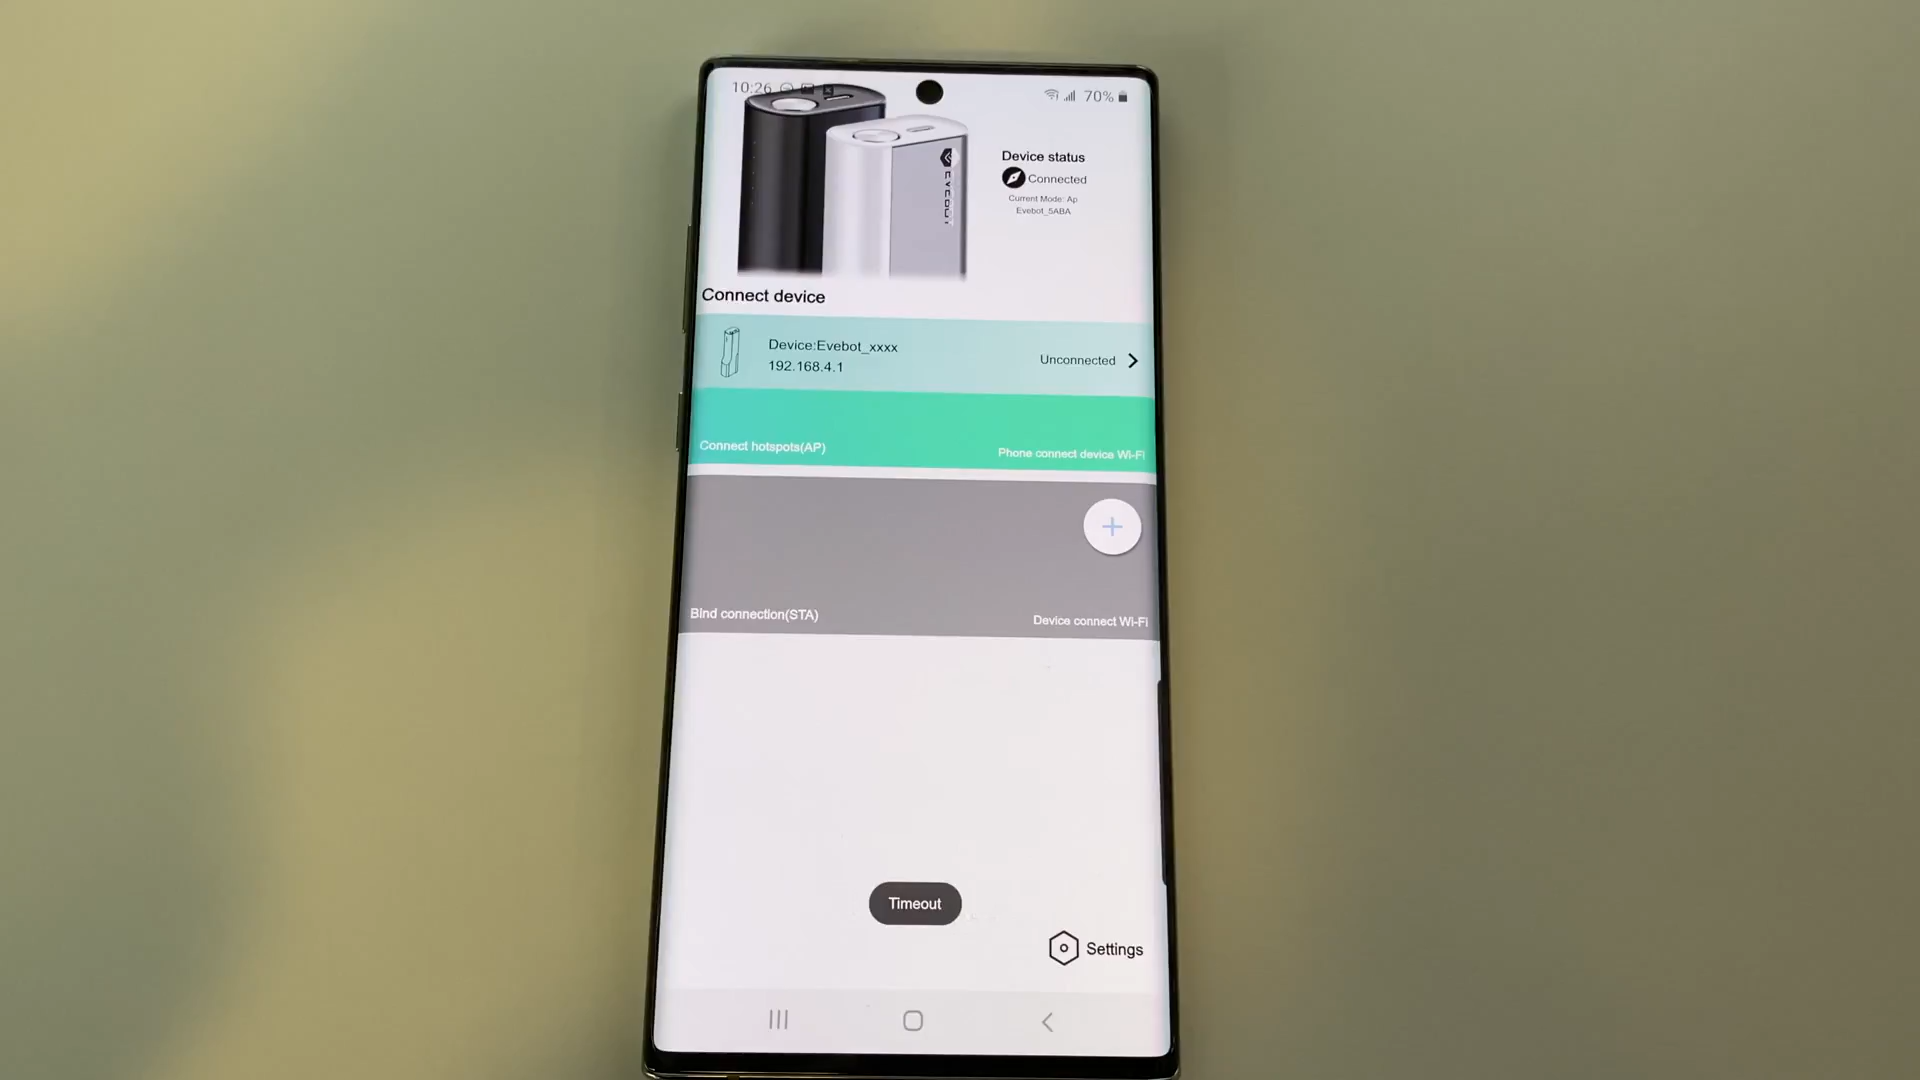 10:26
70%
EVEBOT
Device status
Connected
Current Mode: Ap
Evebot_5ABA
Connect device
Device:Evebot_xxxx
192.168.4.1
Unconnected
Connect hotspots(AP)
Phone connect device Wi-Fi
Bind connection(STA)
Device connect Wi-Fi
Timeout
Settings